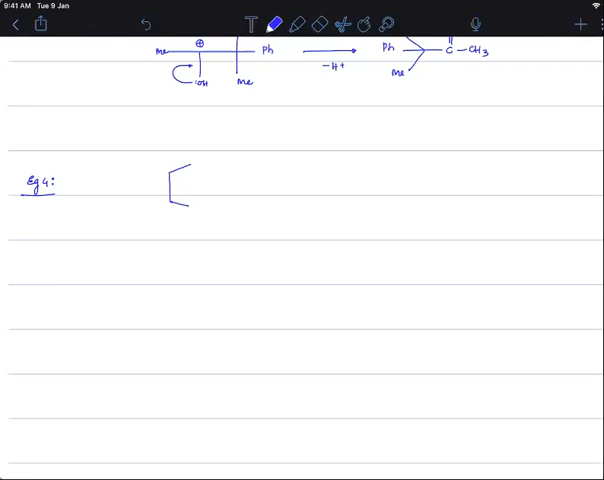 9:41 AM Tue 9 Jan
Me ⊕ Ph → Ph C CH3
:OH Me -H+ Me
Eg 4: